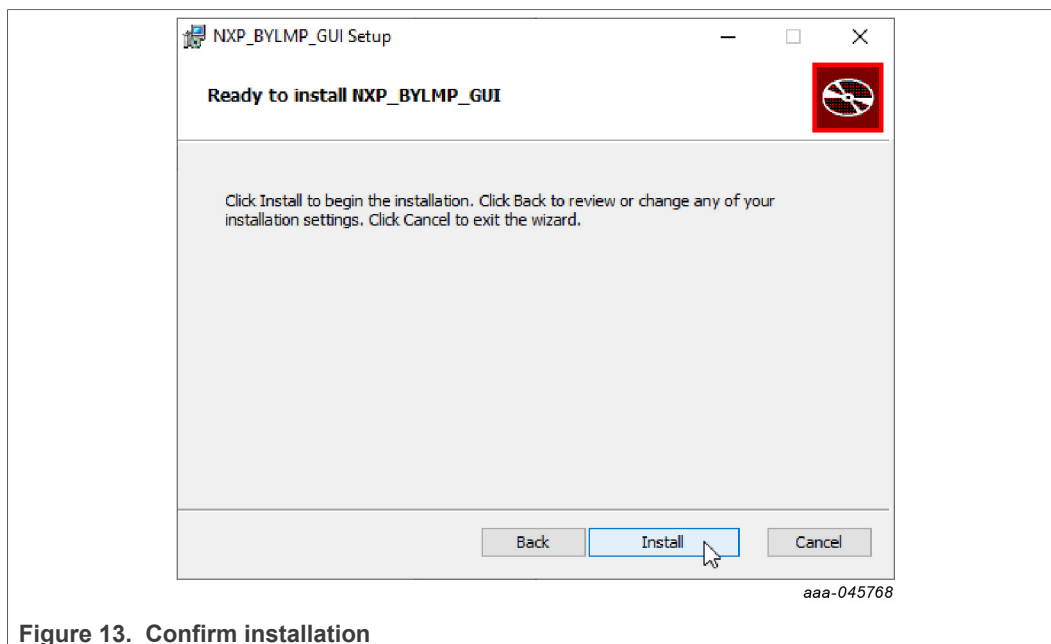 NXP_BYLMP_GUI Setup
Ready to install NXP_BYLMP_GUI
Click Install to begin the installation. Click Back to review or change any of your
installation settings. Click Cancel to exit the wizard.
Back Install Cancel
aaa-045768
Figure 13. Confirm installation